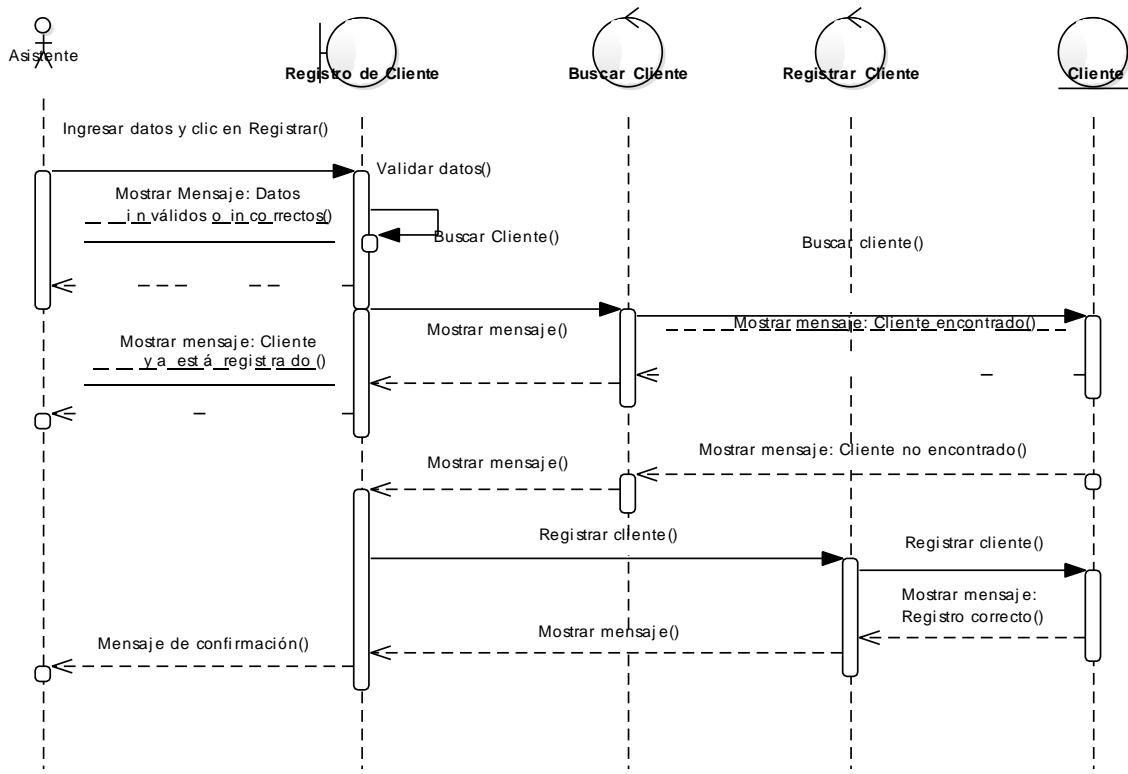 Asistente
Registro de Cliente
Buscar Cliente
Registrar Cliente
Cliente
Ingresar datos y clic en Registrar()
Validar datos()
Mostrar Mensaje: Datos
inválidos o incorrectos()
Buscar Cliente()
Buscar cliente()
Mostrar mensaje()
Mostrar mensaje: Cliente encontrado()
Mostrar mensaje: Cliente
ya está registrado()
Mostrar mensaje: Cliente no encontrado()
Mostrar mensaje()
Registrar cliente()
Registrar cliente()
Mostrar mensaje:
Registro correcto()
Mostrar mensaje()
Mensaje de confirmación()